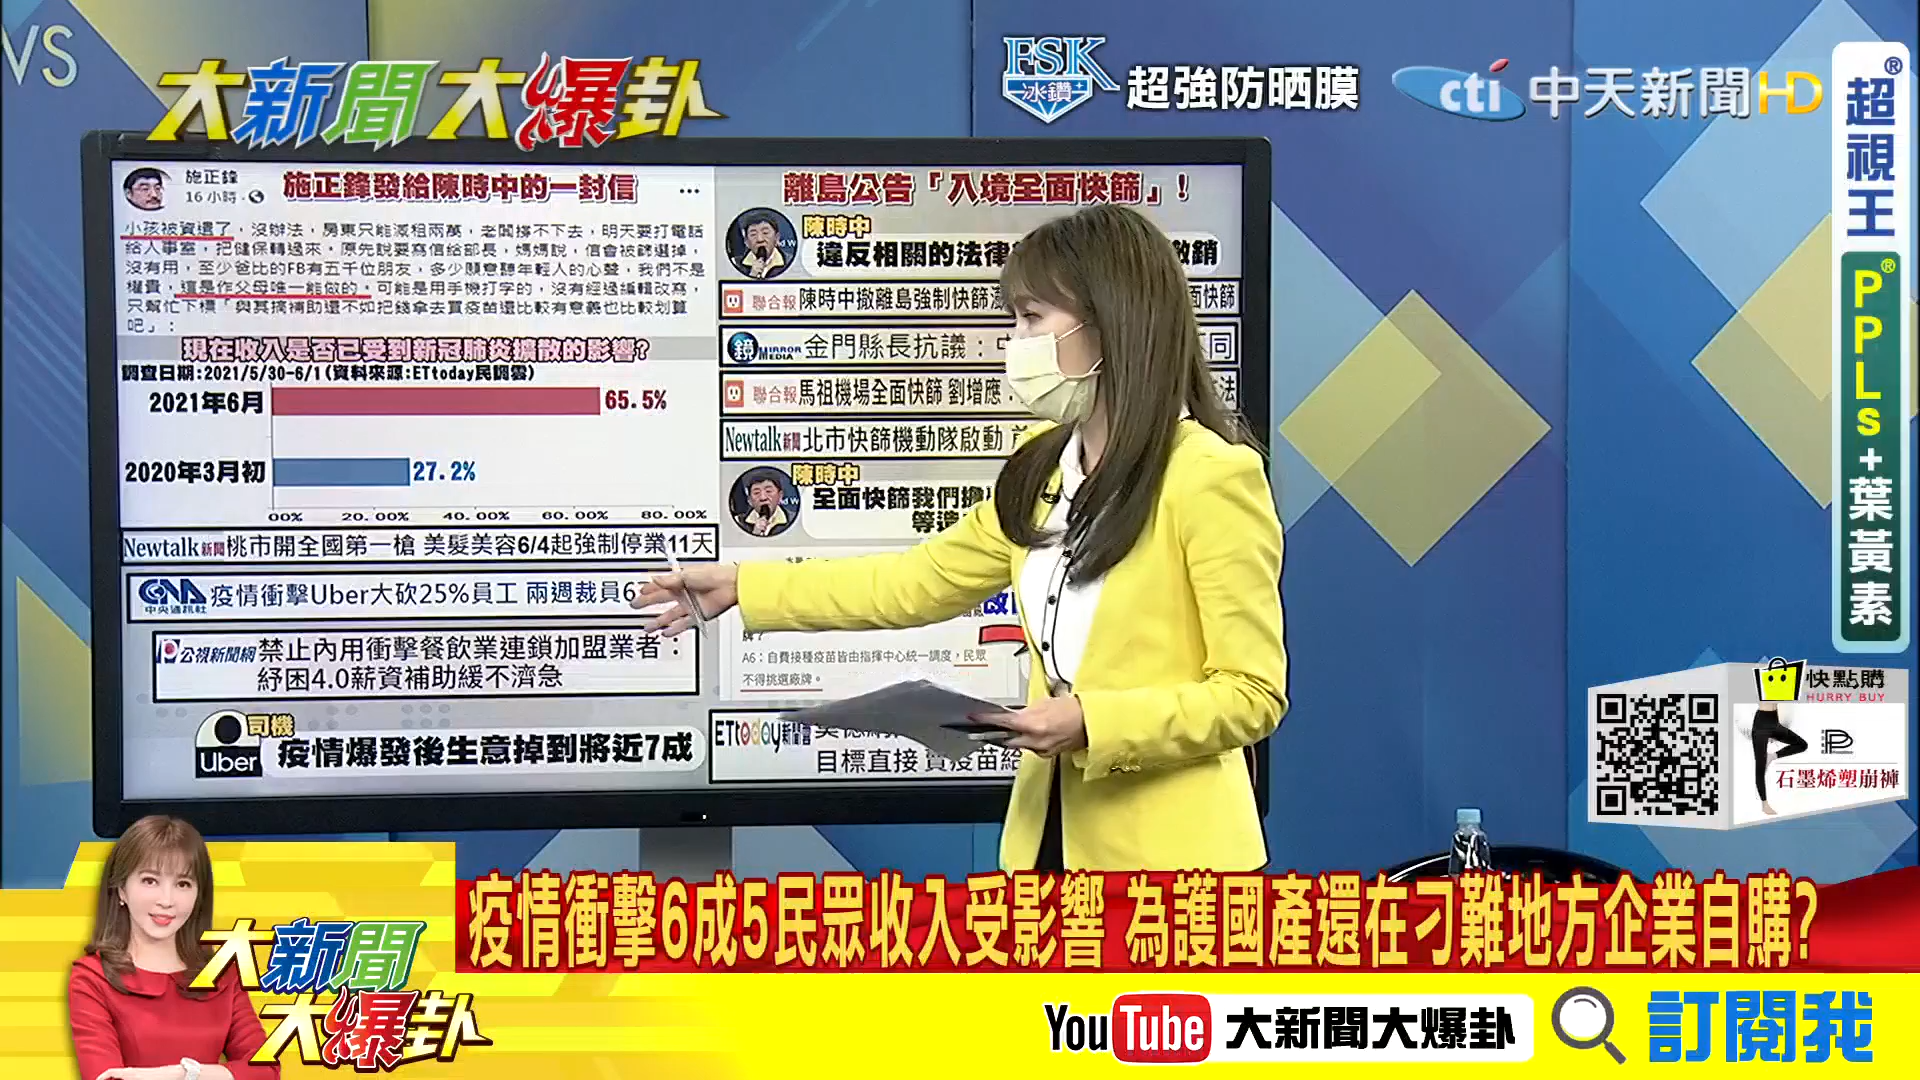 VS
大新聞大爆卦
FSK
冰鑽
超強防晒膜
cti 中天新聞HD
超視王®
PPLs®+葉黃素
施正鋒
16 小時
施正鋒發給陳時中的一封信
小孩被資遣了，沒辦法，房東只能減租兩萬，老闆撐不下去，明天要打電話
給人事室，把健保轉過來。原先說要寫信給部長，媽媽說，信會被篩選掉，
沒有用，至少爸比的FB有五千位朋友，多少願意聽年輕人的心聲，我們不是
權貴，這是作父母唯一能做的。可能是用手機打字的，沒有經過編輯改寫，
只幫忙下標「與其搞補助還不如把錢拿去買疫苗還比較有意義也比較划算
吧」：
現在收入是否已受到新冠肺炎擴散的影響?
調查日期:2021/5/30-6/1(資料來源:ETtoday民調雲)
2021年6月 65.5%
2020年3月初 27.2%
00% 20.00% 40.00% 60.00% 80.00%
Newtalk新聞 桃市開全國第一槍 美髮美容6/4起強制停業11天
CNA 中央通訊社 疫情衝擊Uber大砍25%員工 兩週裁員6
公視新聞網 禁止內用衝擊餐飲業連鎖加盟業者：
紓困4.0薪資補助緩不濟急
Uber 司機
疫情爆發後生意掉到將近7成
離島公告「入境全面快篩」!
陳時中
違反相關的法律 撤銷
聯合報 陳時中撤離島強制快篩 面快篩
鏡 MIRROR MEDIA 金門縣長抗議： 同
聯合報 馬祖機場全面快篩 劉增應： 法
Newtalk新聞 北市快篩機動隊啟動
陳時中
全面快篩我們擔
等這
改
牌？
A6：自費接種疫苗皆由指揮中心統一調度，民眾
不得挑選廠牌。
ETtoday新聞雲
目標直接 賣疫苗給
快點購
HURRY BUY
石墨烯塑崩褲
疫情衝擊6成5民眾收入受影響 為護國產還在刁難地方企業自購?
大新聞
大爆卦
YouTube 大新聞大爆卦
訂閱我